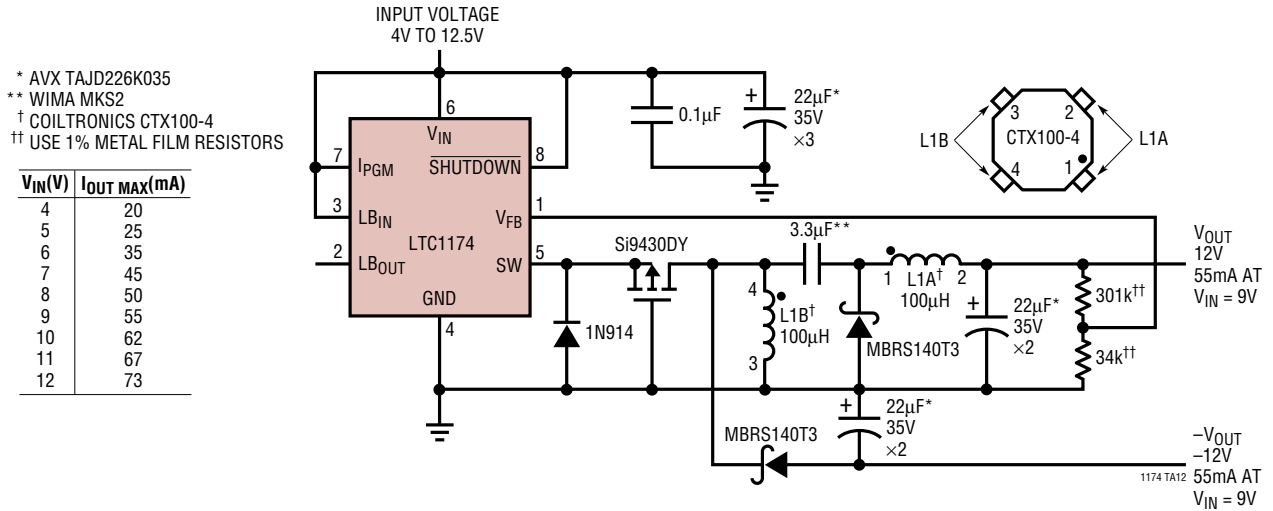 INPUT VOLTAGE
4V TO 12.5V
* AVX TAJD226K035
** WIMA MKS2
† COILTRONICS CTX100-4
†† USE 1% METAL FILM RESISTORS
VIN(V) IOUT MAX(mA)
4 20
5 25
6 35
7 45
8 50
9 55
10 62
11 67
12 73
6
VIN
7
IPGM
SHUTDOWN
8
3
LBIN
VFB
1
LTC1174
2
LBOUT
SW
5
GND
4
0.1µF
+
22µF*
35V
×3
L1B
3
2
CTX100-4
4
1
L1A
Si9430DY
1N914
3.3µF**
4
L1B†
100µH
3
MBRS140T3
1
L1A†
2
100µH
+
22µF*
35V
×2
301k††
34k††
VOUT
12V
55mA AT
VIN = 9V
MBRS140T3
+
22µF*
35V
×2
–VOUT
–12V
1174 TA12
55mA AT
VIN = 9V